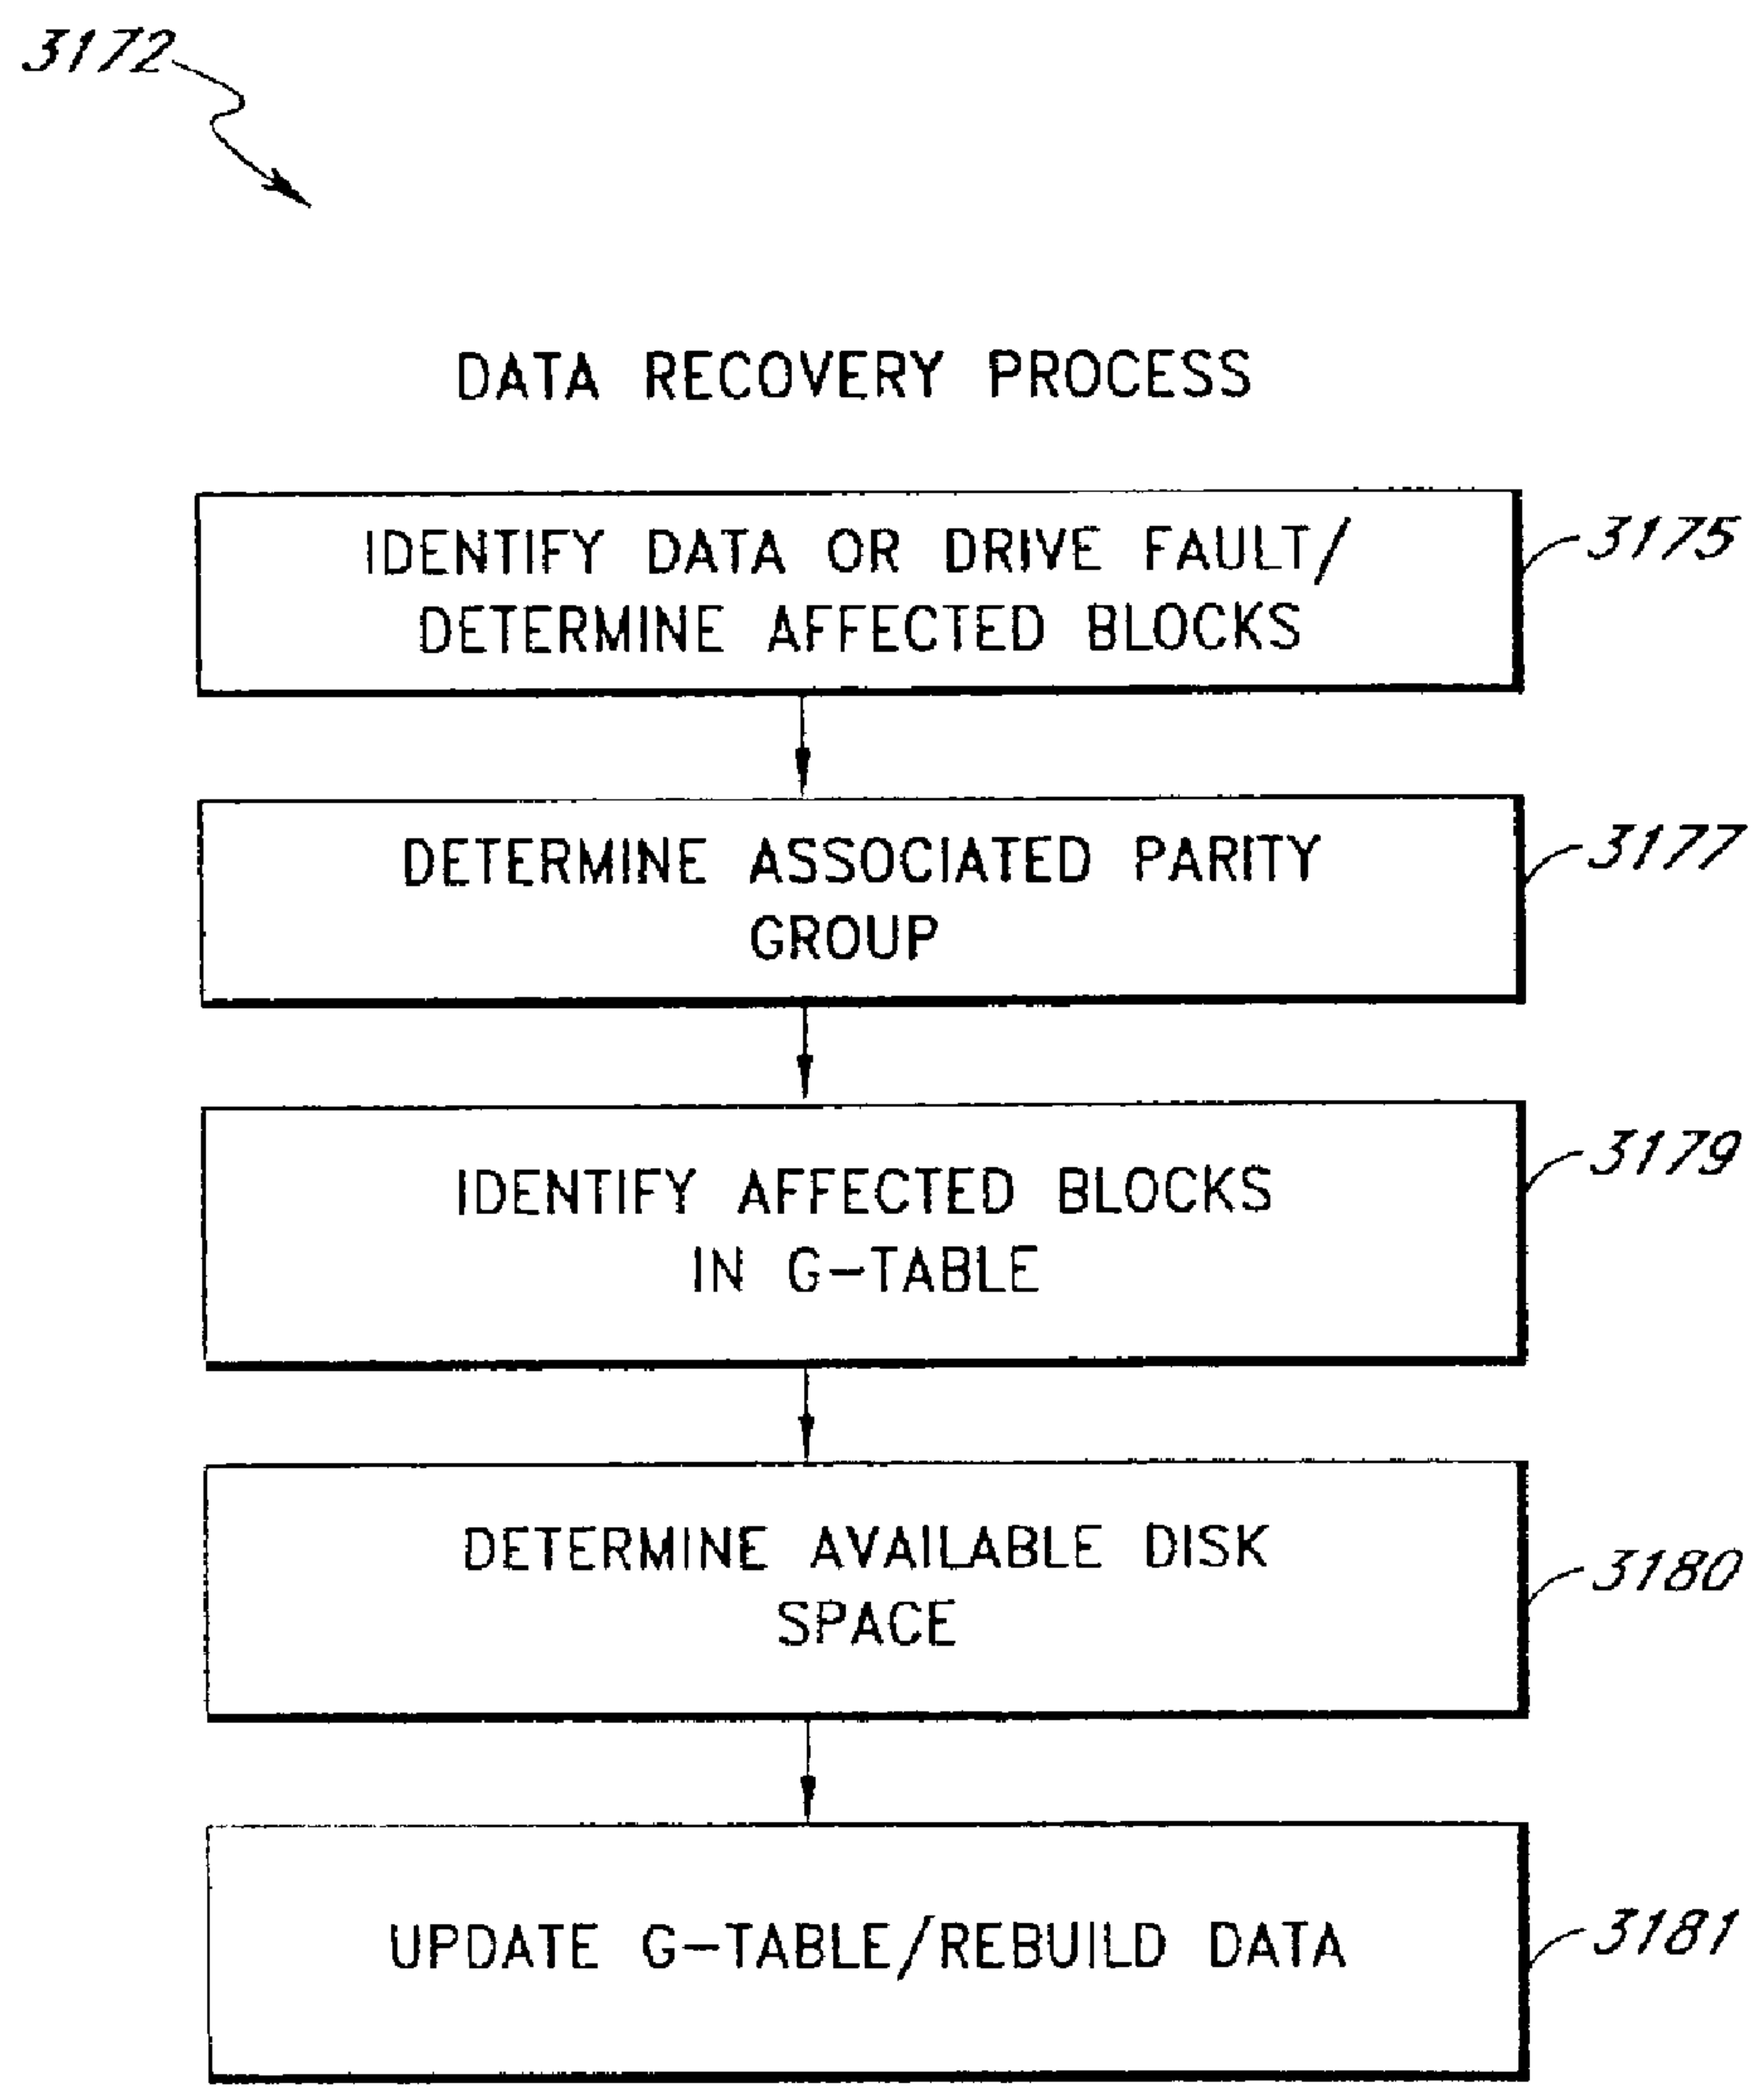 3172
DATA RECOVERY PROCESS
IDENTIFY DATA OR DRIVE FAULT/
DETERMINE AFFECTED BLOCKS
3175
DETERMINE ASSOCIATED PARITY
GROUP
3177
IDENTIFY AFFECTED BLOCKS
IN G-TABLE
3179
DETERMINE AVAILABLE DISK
SPACE
3180
UPDATE G-TABLE/REBUILD DATA
3181